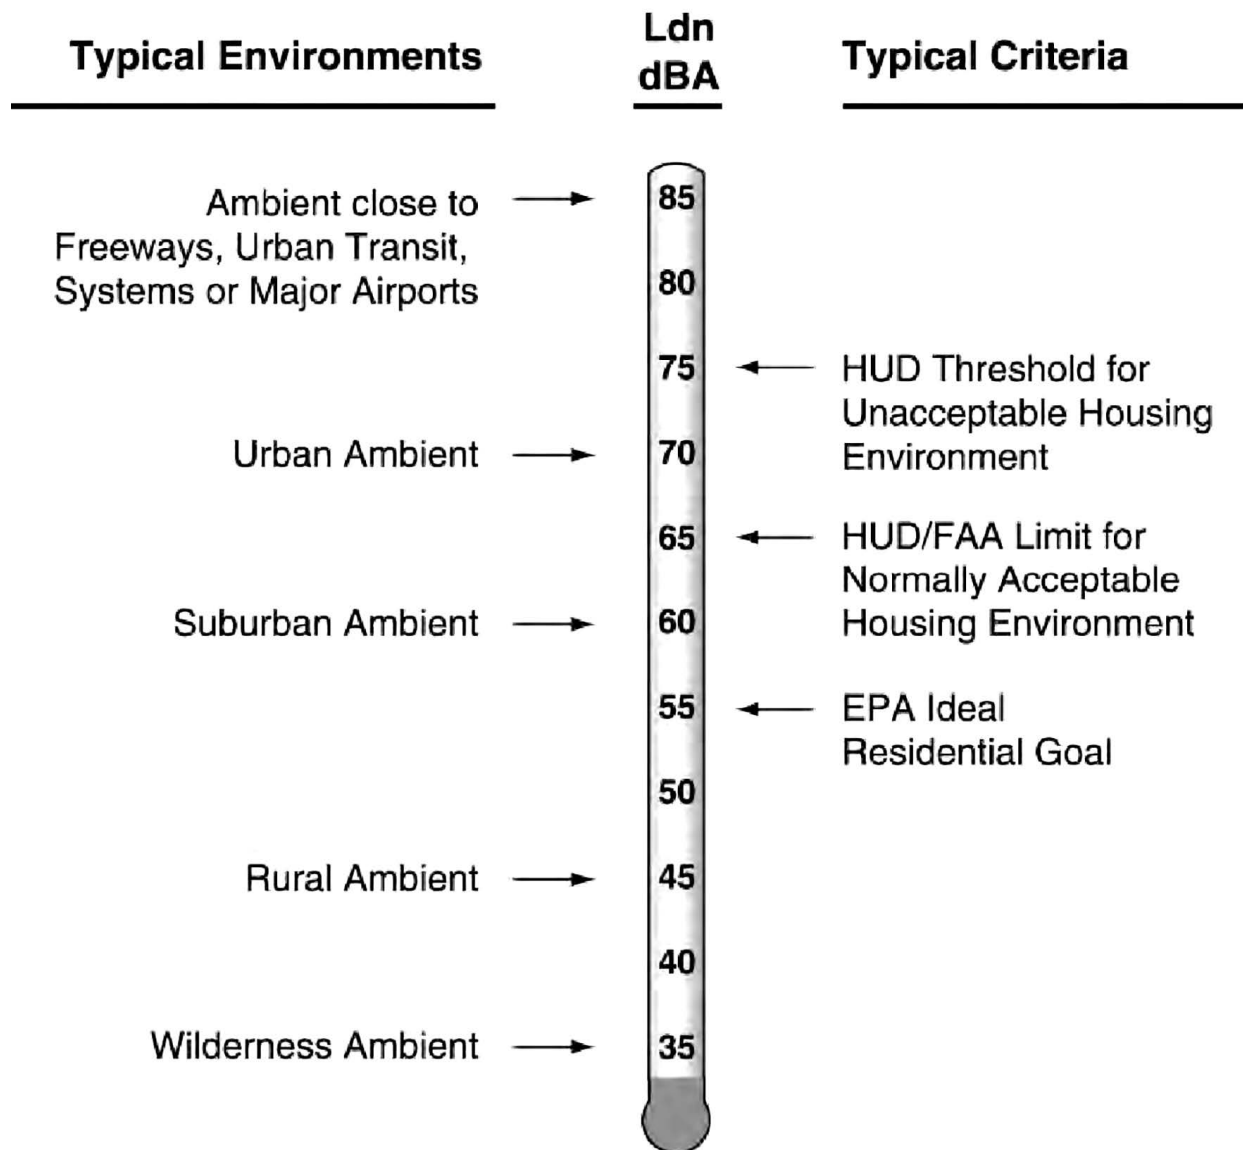 Typical Environments
Ldn
dBA
Typical Criteria
Ambient close to
Freeways, Urban Transit,
Systems or Major Airports
Urban Ambient
Suburban Ambient
Rural Ambient
Wilderness Ambient
85
80
75
70
65
60
55
50
45
40
35
HUD Threshold for
Unacceptable Housing
Environment
HUD/FAA Limit for
Normally Acceptable
Housing Environment
EPA Ideal
Residential Goal